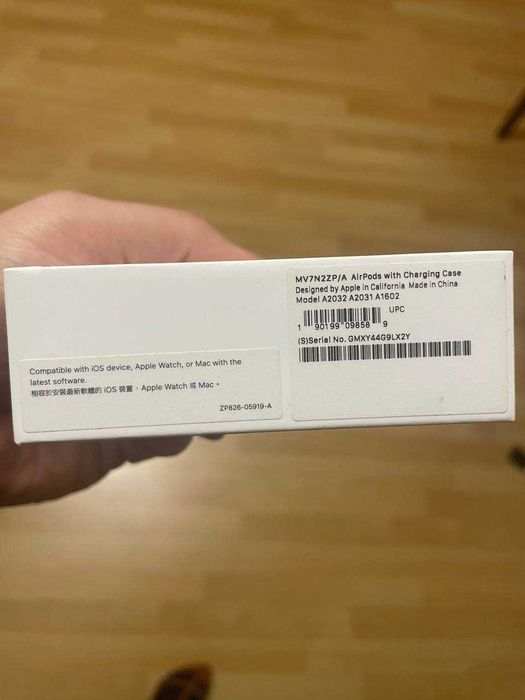 MV7N2ZP/A AirPods with Charging Case
Designed by Apple in California Made in China
Model A2032 A2031 A1602
UPC
1 90199 09858 9
(S)Serial No. GMXY44G9LX2Y
Compatible with iOS device, Apple Watch, or Mac with the
latest software.
相容於安裝最新軟體的 iOS 裝置、Apple Watch 或 Mac。
ZP826-05919-A